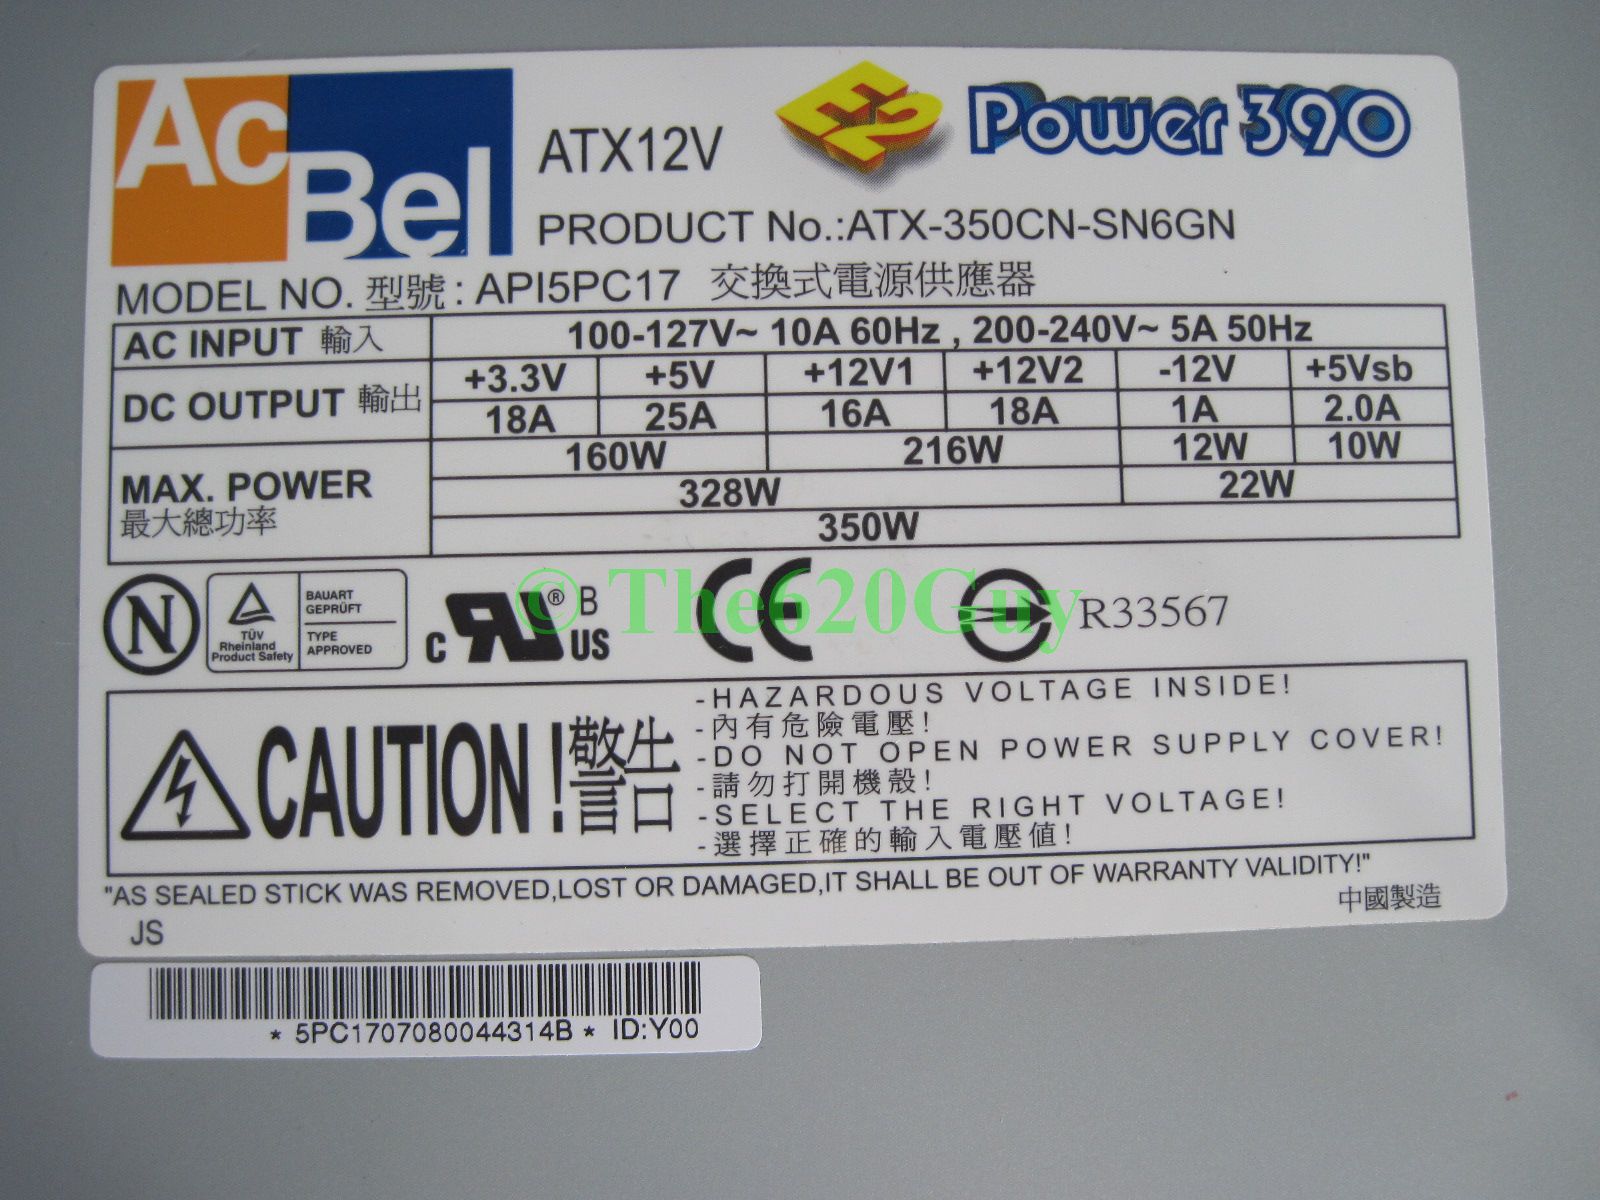 AcBel
ATX12V
E2
Power 390
PRODUCT No.:ATX-350CN-SN6GN
MODEL NO. 型號: API5PC17 交換式電源供應器
AC INPUT 輸入 100-127V~ 10A 60Hz , 200-240V~ 5A 50Hz
DC OUTPUT 輸出 +3.3V +5V +12V1 +12V2 -12V +5Vsb
18A 25A 16A 18A 1A 2.0A
MAX. POWER 160W 216W 12W 10W
最大總功率 328W 22W
350W
N
TÜV
Rheinland
Product Safety
BAUART
GEPRÜFT
TYPE
APPROVED
c RU ® B US
CE
R33567
© The620Guy
CAUTION!警告
-HAZARDOUS VOLTAGE INSIDE!
-內有危險電壓!
-DO NOT OPEN POWER SUPPLY COVER!
-請勿打開機殼!
-SELECT THE RIGHT VOLTAGE!
-選擇正確的輸入電壓值!
"AS SEALED STICK WAS REMOVED,LOST OR DAMAGED,IT SHALL BE OUT OF WARRANTY VALIDITY!"
JS
中國製造
* 5PC1707080044314B * ID:Y00